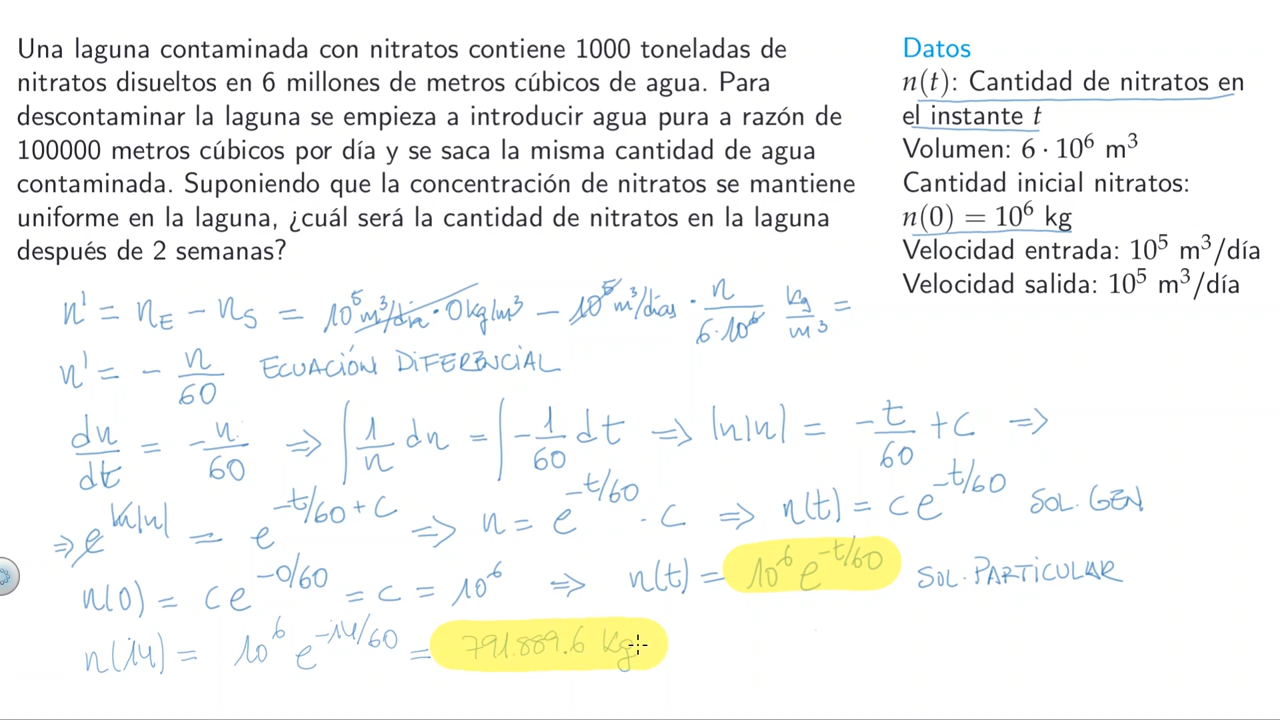 Una laguna contaminada con nitratos contiene 1000 toneladas de
nitratos disueltos en 6 millones de metros cúbicos de agua. Para
descontaminar la laguna se empieza a introducir agua pura a razón de
100000 metros cúbicos por día y se saca la misma cantidad de agua
contaminada. Suponiendo que la concentración de nitratos se mantiene
uniforme en la laguna, ¿cuál será la cantidad de nitratos en la laguna
después de 2 semanas?
Datos
n(t): Cantidad de nitratos en
el instante t
Volumen: 6 · 10⁶ m³
Cantidad inicial nitratos:
n(0) = 10⁶ kg
Velocidad entrada: 10⁵ m³/día
Velocidad salida: 10⁵ m³/día
n' = n_E − n_S = 10⁵ m³/día · 0 kg/m³ − 10⁵ m³/días · n/(6·10⁶) kg/m³ =
n' = − n/60 ECUACIÓN DIFERENCIAL
dn/dt = −n/60 ⇒ ∫ 1/n dn = ∫ −1/60 dt ⇒ ln|n| = −t/60 + C ⇒
⇒ e^(ln|n|) = e^(−t/60 + C) ⇒ n = e^(−t/60) · C ⇒ n(t) = Ce^(−t/60) SOL. GEN
n(0) = Ce^(−0/60) = C = 10⁶ ⇒ n(t) = 10⁶ e^(−t/60) SOL. PARTICULAR
n(14) = 10⁶ e^(−14/60) = 791.889.6 Kg